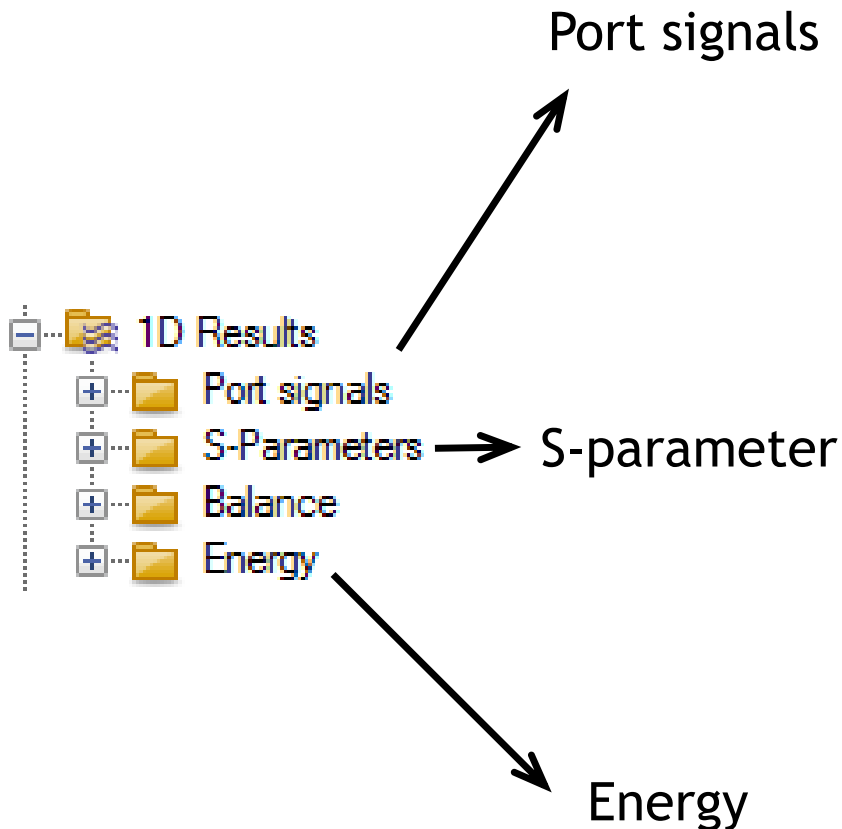 Port signals
1D Results
Port signals
S-Parameters
S-parameter
Balance
Energy
Energy